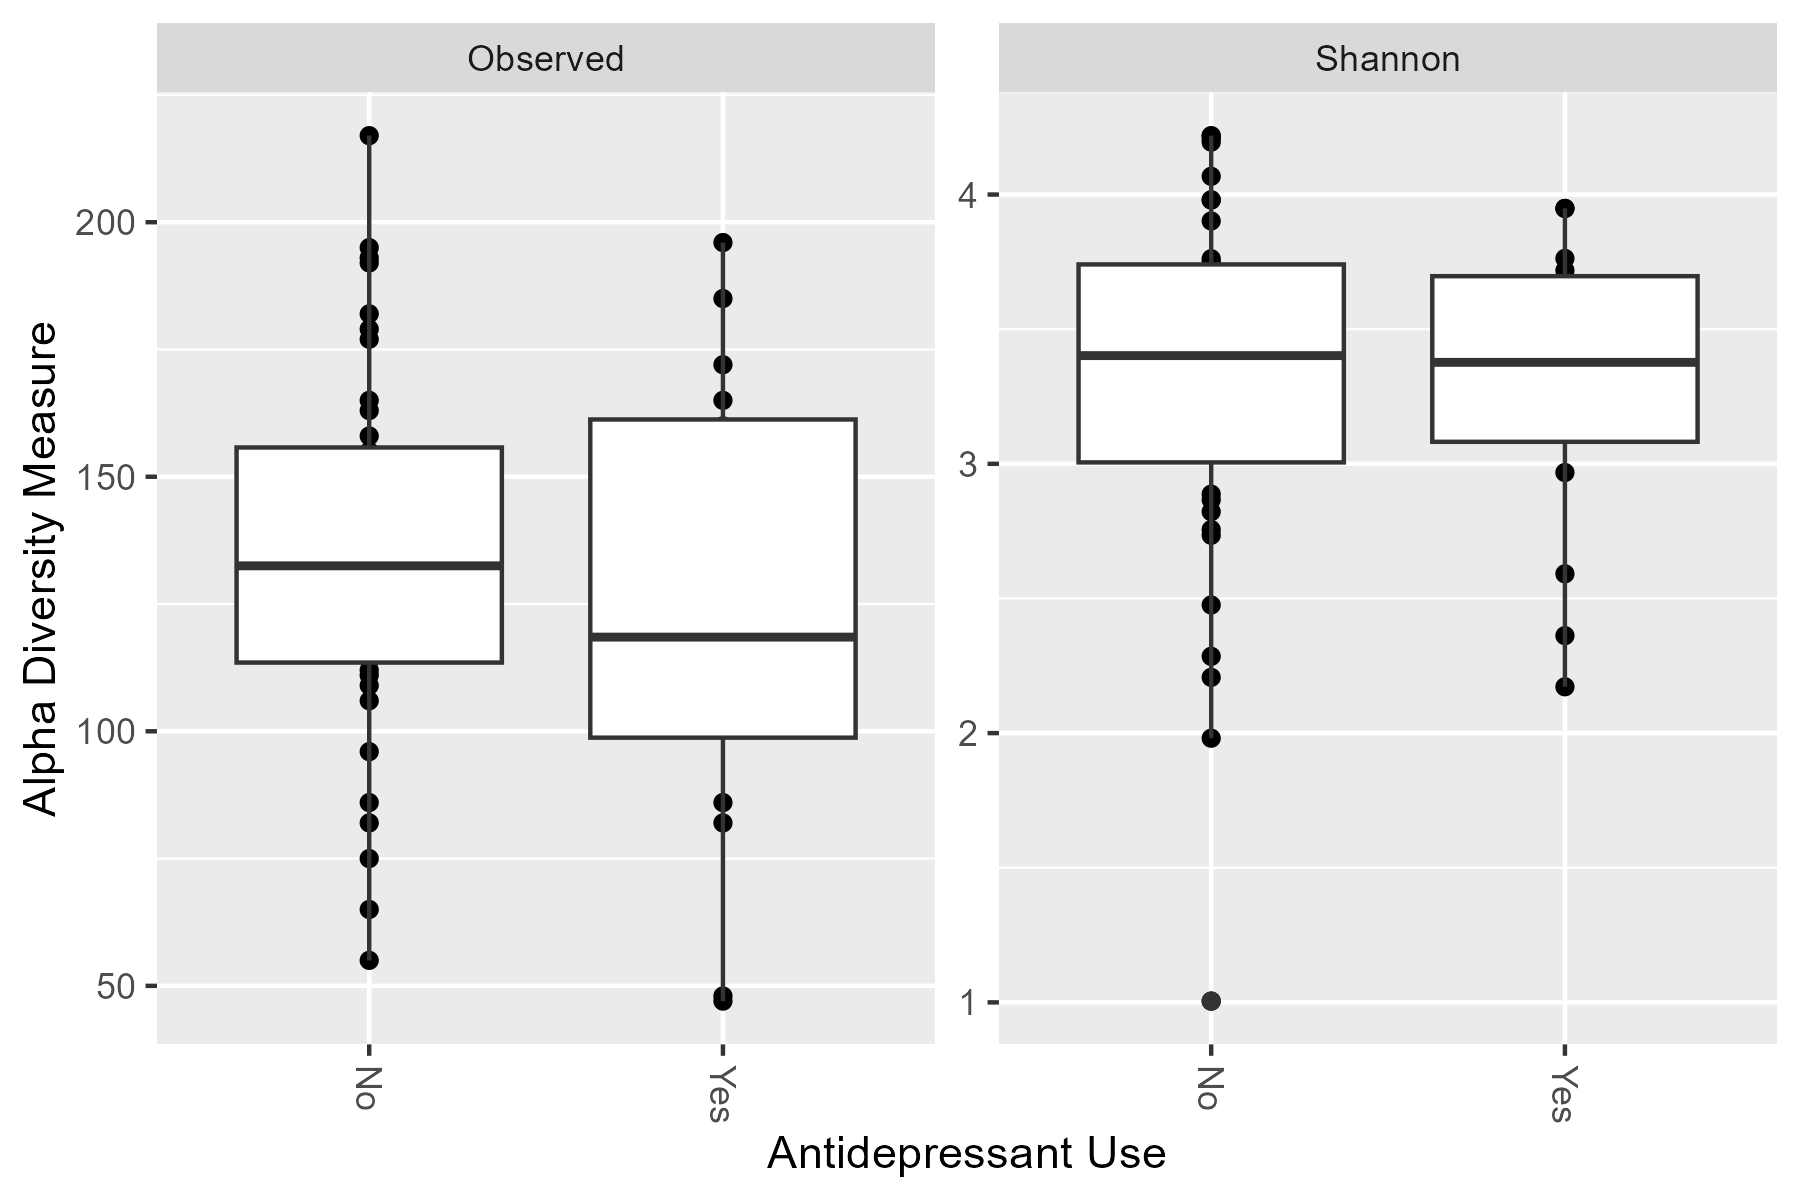 Observed
Shannon
Alpha Diversity Measure
200
150
100
50
4
3
2
1
No
Yes
No
Yes
Antidepressant Use